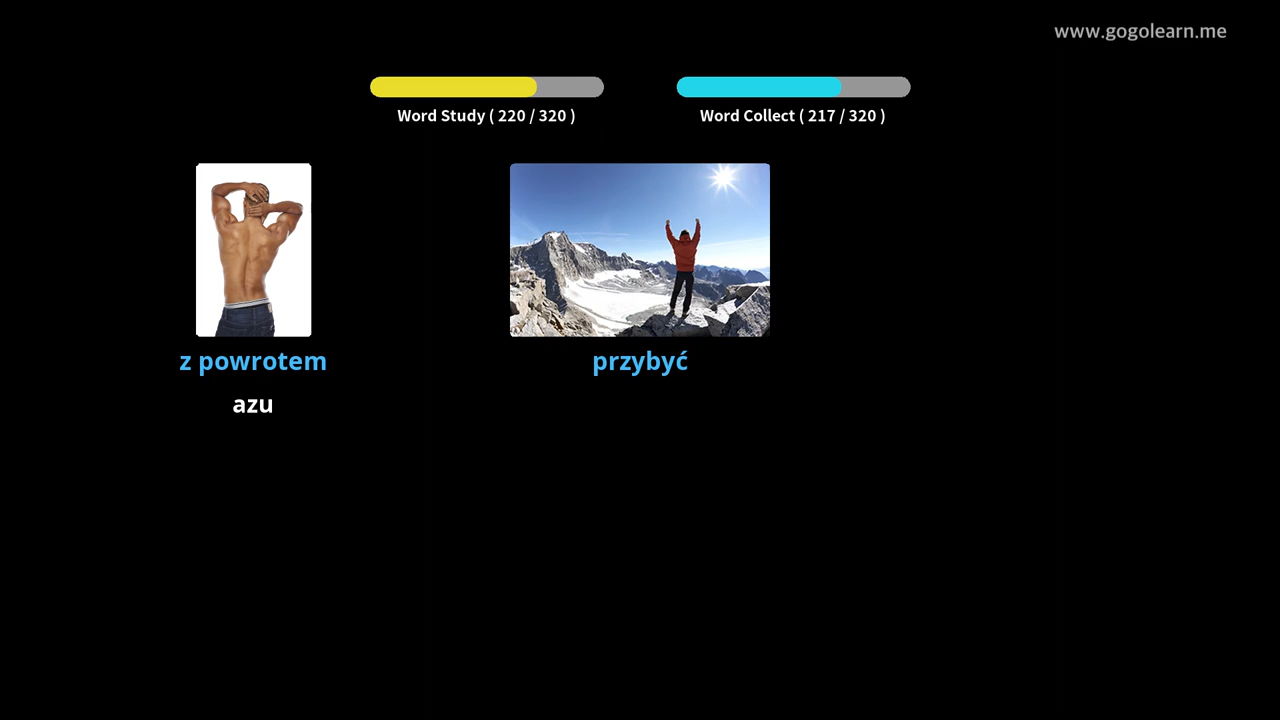 www.gogolearn.me
Word Study ( 220 / 320 )
Word Collect ( 217 / 320 )
z powrotem
przybyć
azu